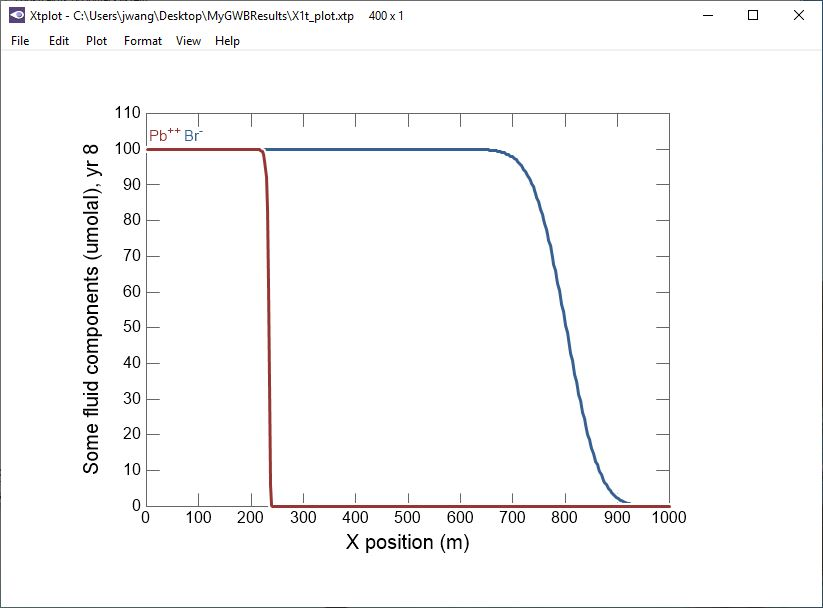 Xtplot - C:\Users\jwang\Desktop\MyGWBResults\X1t_plot.xtp 400 x 1
File Edit Plot Format View Help
Some fluid components (umolal), yr 8
110
Pb⁺⁺ Br⁻
100
90
80
70
60
50
40
30
20
10
0
0 100 200 300 400 500 600 700 800 900 1000
X position (m)